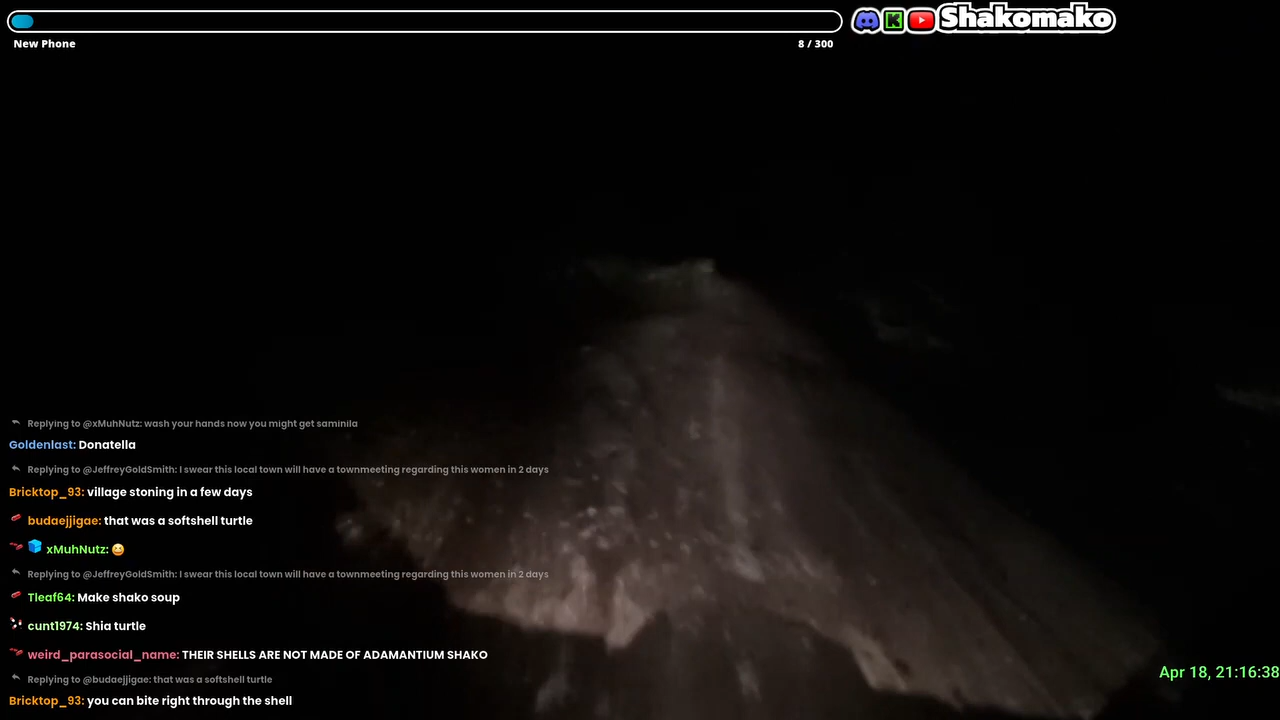 Shakomako
New Phone
8 / 300
Replying to @xMuhNutz: wash your hands now you might get saminila
Goldenlast: Donatella
Replying to @JeffreyGoldSmith: I swear this local town will have a townmeeting regarding this women in 2 days
Bricktop_93: village stoning in a few days
budaejjigae: that was a softshell turtle
xMuhNutz:
Replying to @JeffreyGoldSmith: I swear this local town will have a townmeeting regarding this women in 2 days
Tleaf64: Make shako soup
cunt1974: Shia turtle
weird_parasocial_name: THEIR SHELLS ARE NOT MADE OF ADAMANTIUM SHAKO
Replying to @budaejjigae: that was a softshell turtle
Apr 18, 21:16:38
Bricktop_93: you can bite right through the shell